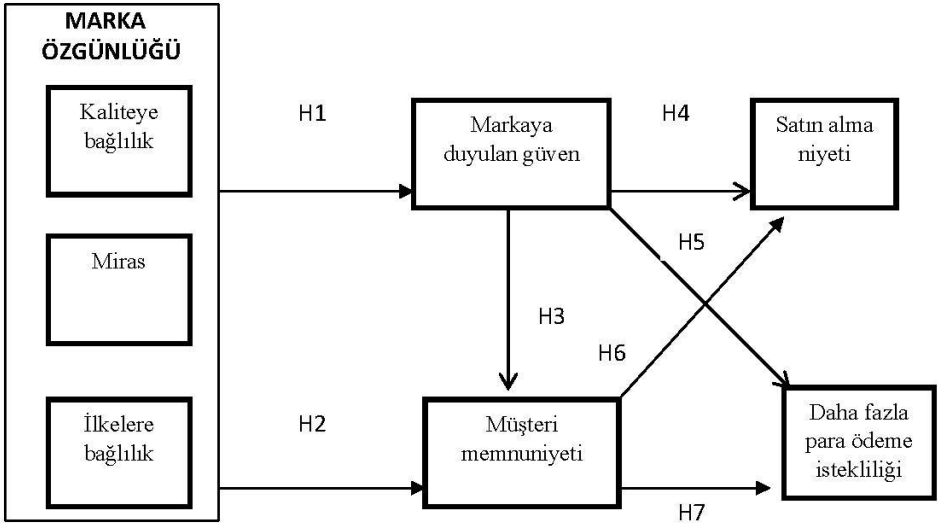 MARKA
ÖZGÜNLÜĞÜ
Kaliteye
bağlılık
Miras
İlkelere
bağlılık
H1
H2
Markaya
duyulan güven
H3
Müşteri
memnuniyeti
H4
H5
H6
H7
Satın alma
niyeti
Daha fazla
para ödeme
istekliliği